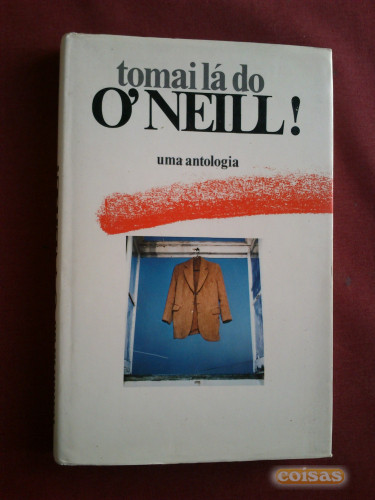 tomai lá do
O'NEILL!
uma antologia
coisas